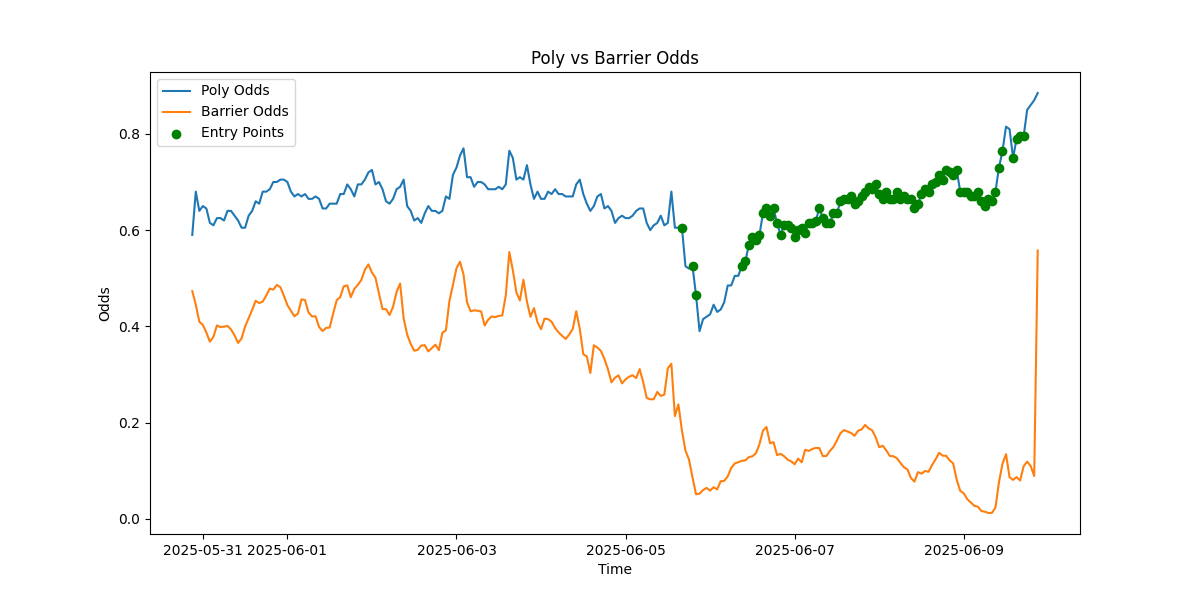 Poly vs Barrier Odds
Poly Odds
Barrier Odds
Entry Points
Odds
0.8
0.6
0.4
0.2
0.0
2025-05-31 2025-06-01 2025-06-03 2025-06-05 2025-06-07 2025-06-09
Time